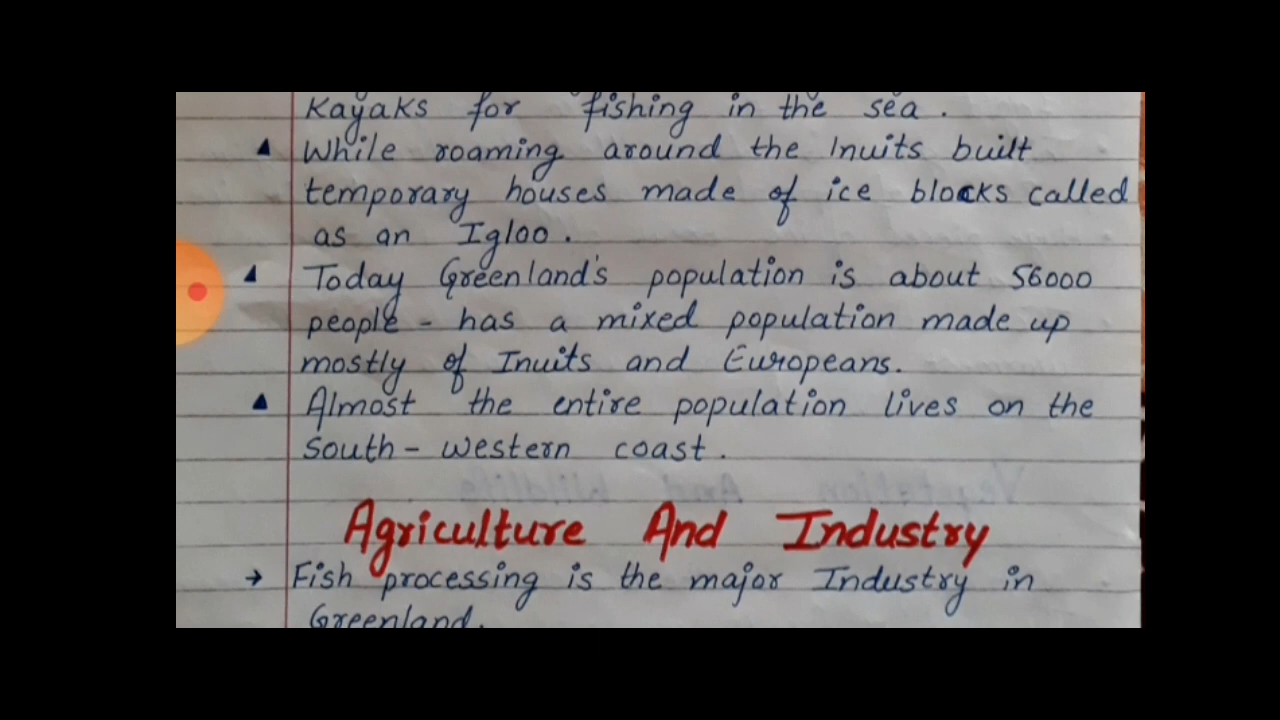 Kayaks for fishing in the sea.
▲ While roaming around the Inuits built
temporary houses made of ice blocks called
as an Igloo.
▲ Today Greenland's population is about 56000
people - has a mixed population made up
mostly of Inuits and Europeans.
▲ Almost the entire population lives on the
South-western coast.
Agriculture And Industry
→ Fish processing is the major Industry in
Greenland.